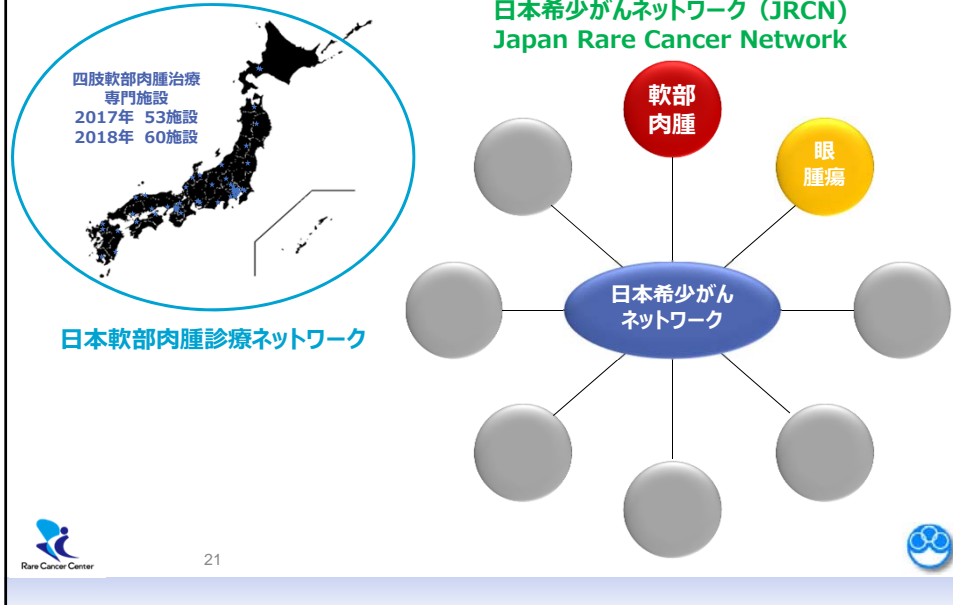 日本希少がんネットワーク（JRCN)
Japan Rare Cancer Network
四肢軟部肉腫治療
専門施設
2017年 53施設
2018年 60施設
日本軟部肉腫診療ネットワーク
軟部
肉腫
眼
腫瘍
日本希少がん
ネットワーク
Rare Cancer Center
21